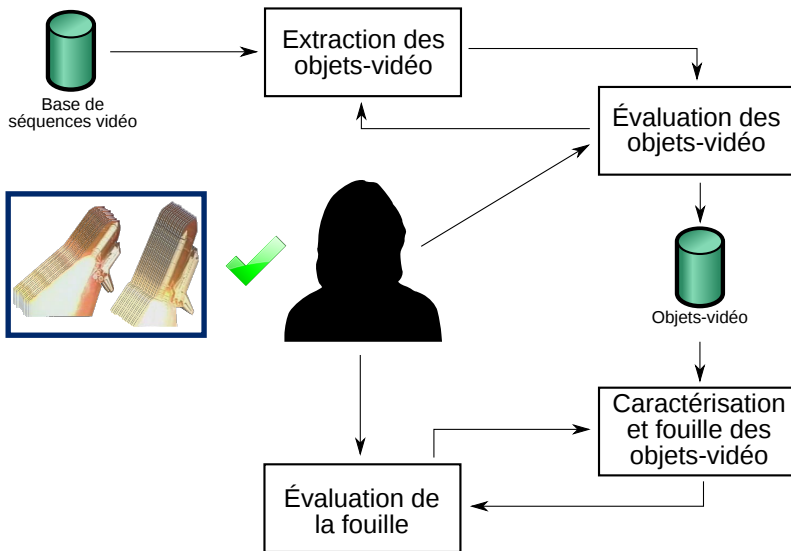 Extraction des
objets-vidéo
Base de
séquences vidéo
Évaluation des
objets-vidéo
Objets-vidéo
Caractérisation
et fouille des
objets-vidéo
Évaluation de
la fouille